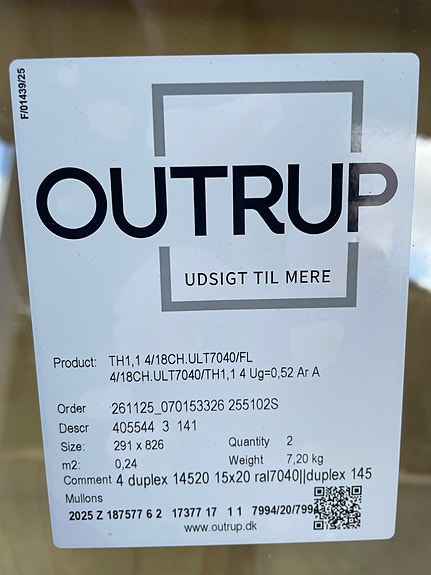 F/01439/25
OUTRUP
UDSIGT TIL MERE
Product: TH1,1 4/18CH.ULT7040/FL
4/18CH.ULT7040/TH1,1 4 Ug=0,52 Ar A
Order 261125_070153326 255102S
Descr 405544 3 141
Size: 291 x 826 Quantity 2
m2: 0,24 Weight 7,20 kg
Comment 4 duplex 14520 15x20 ral7040||duplex 145
Mullons
2025 Z 187577 6 2 17377 17 1 1 7994/20/7994
www.outrup.dk